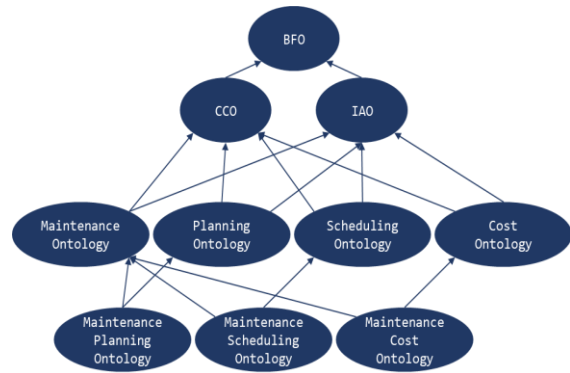 BFO
CCO
IAO
Maintenance
Ontology
Planning
Ontology
Scheduling
Ontology
Cost
Ontology
Maintenance
Planning
Ontology
Maintenance
Scheduling
Ontology
Maintenance
Cost
Ontology